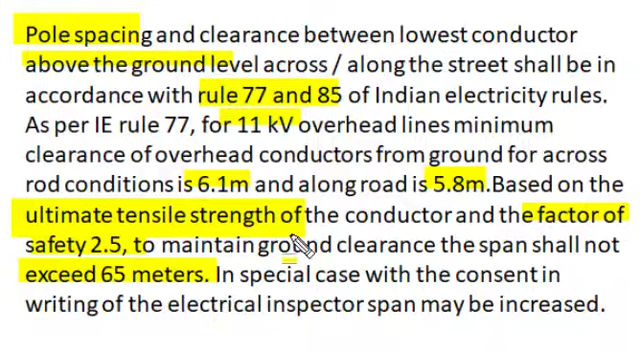 Pole spacing and clearance between lowest conductor
above the ground level across / along the street shall be in
accordance with rule 77 and 85 of Indian electricity rules.
As per IE rule 77, for 11 kV overhead lines minimum
clearance of overhead conductors from ground for across
rod conditions is 6.1m and along road is 5.8m.Based on the
ultimate tensile strength of the conductor and the factor of
safety 2.5, to maintain ground clearance the span shall not
exceed 65 meters. In special case with the consent in
writing of the electrical inspector span may be increased.